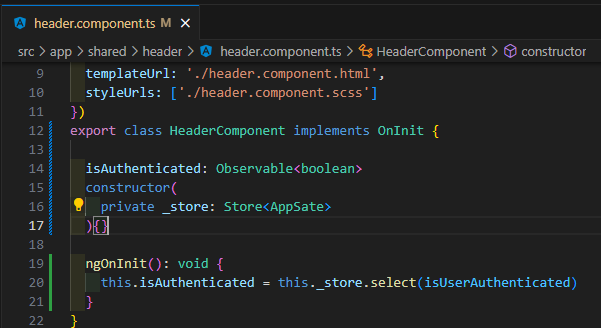 header.component.ts M
src > app > shared > header > header.component.ts > HeaderComponent > constructor
9 templateUrl: './header.component.html',
10 styleUrls: ['./header.component.scss']
11 })
12 export class HeaderComponent implements OnInit {
13
14 isAuthenticated: Observable<boolean>
15 constructor(
16 private _store: Store<AppSate>
17 ){}
18
19 ngOnInit(): void {
20 this.isAuthenticated = this._store.select(isUserAuthenticated)
21 }
22 }